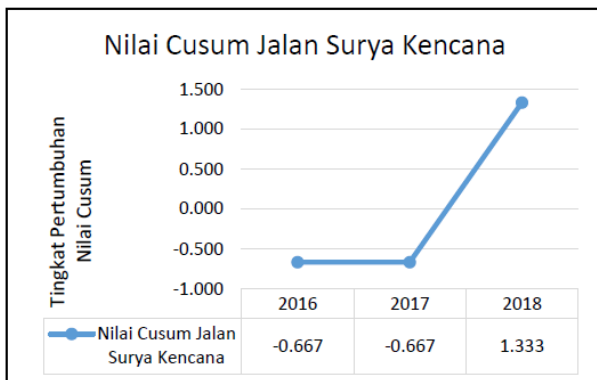 Nilai Cusum Jalan Surya Kencana
Tingkat Pertumbuhan
Nilai Cusum
1.500
1.000
0.500
0.000
-0.500
-1.000
2016 2017 2018
Nilai Cusum Jalan
Surya Kencana
-0.667 -0.667 1.333